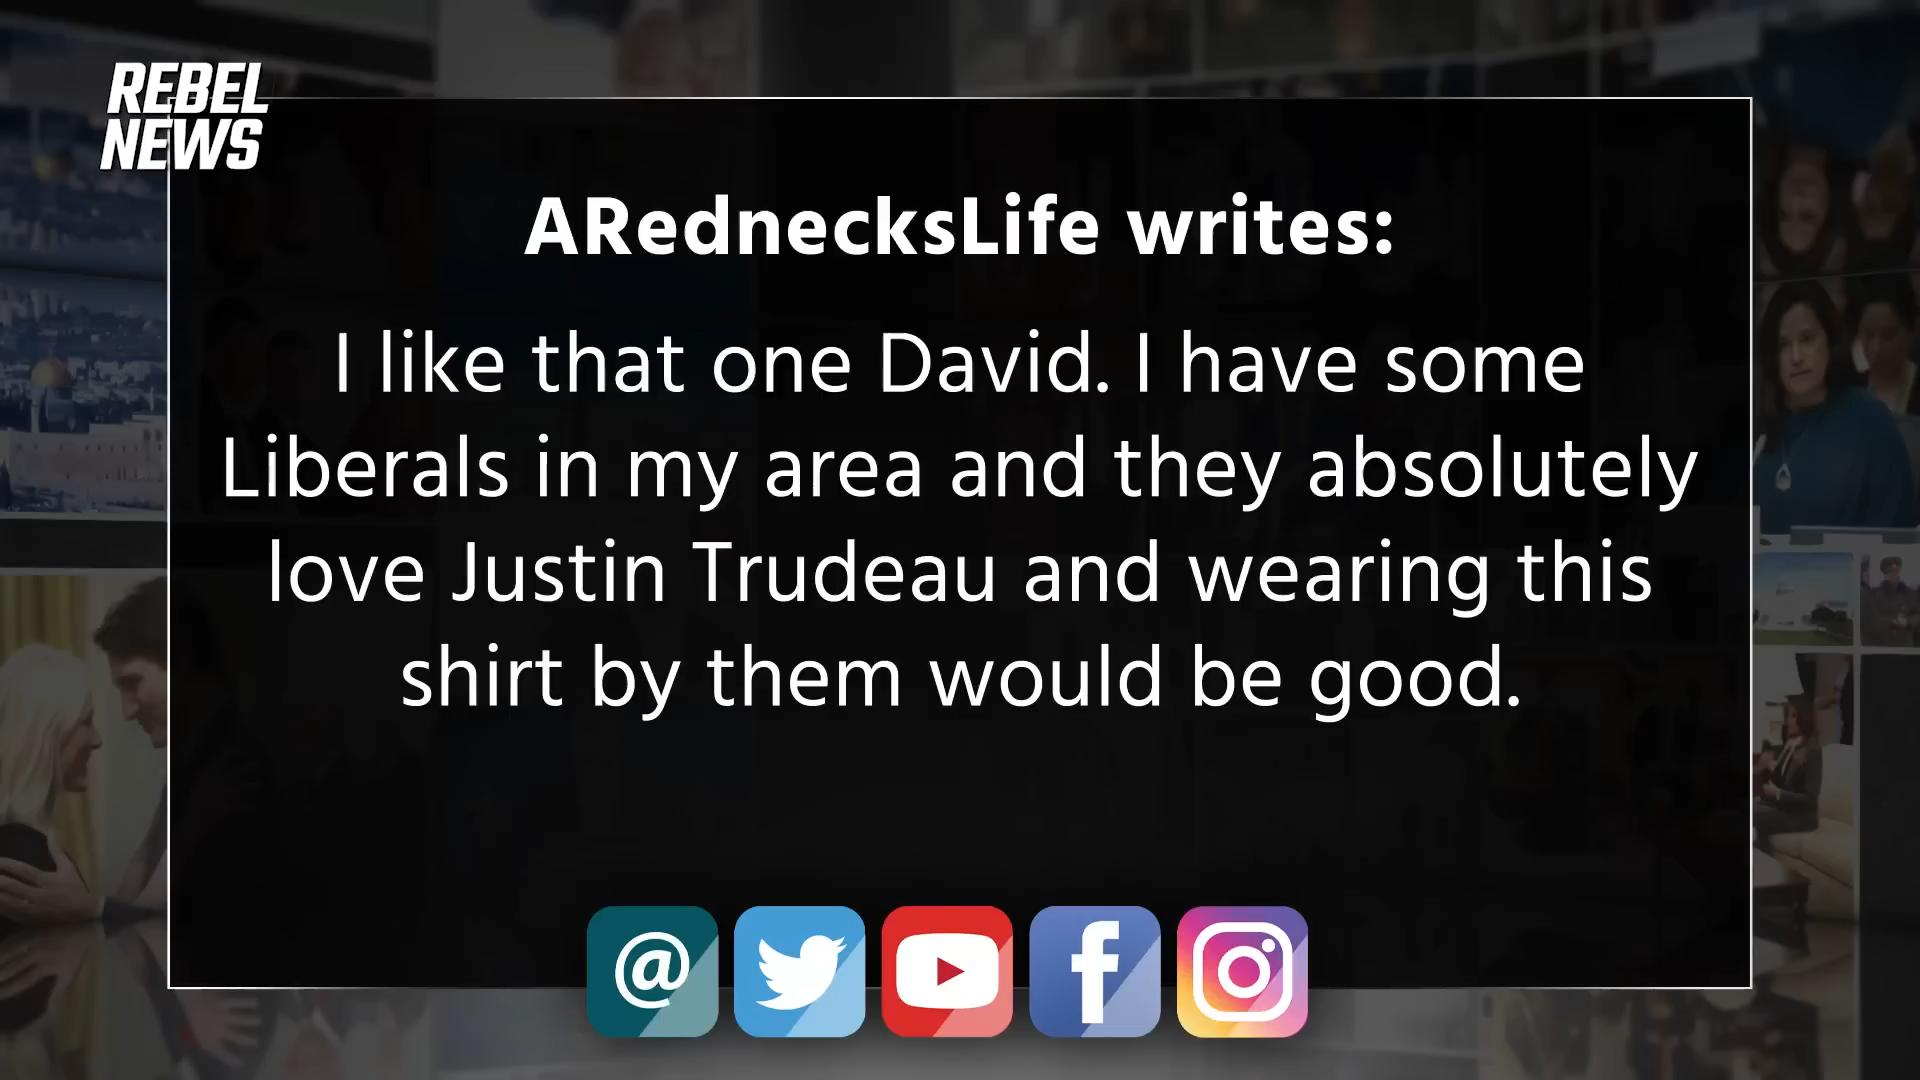 REBEL
NEWS
ARednecksLife writes:
I like that one David. I have some
Liberals in my area and they absolutely
love Justin Trudeau and wearing this
shirt by them would be good.